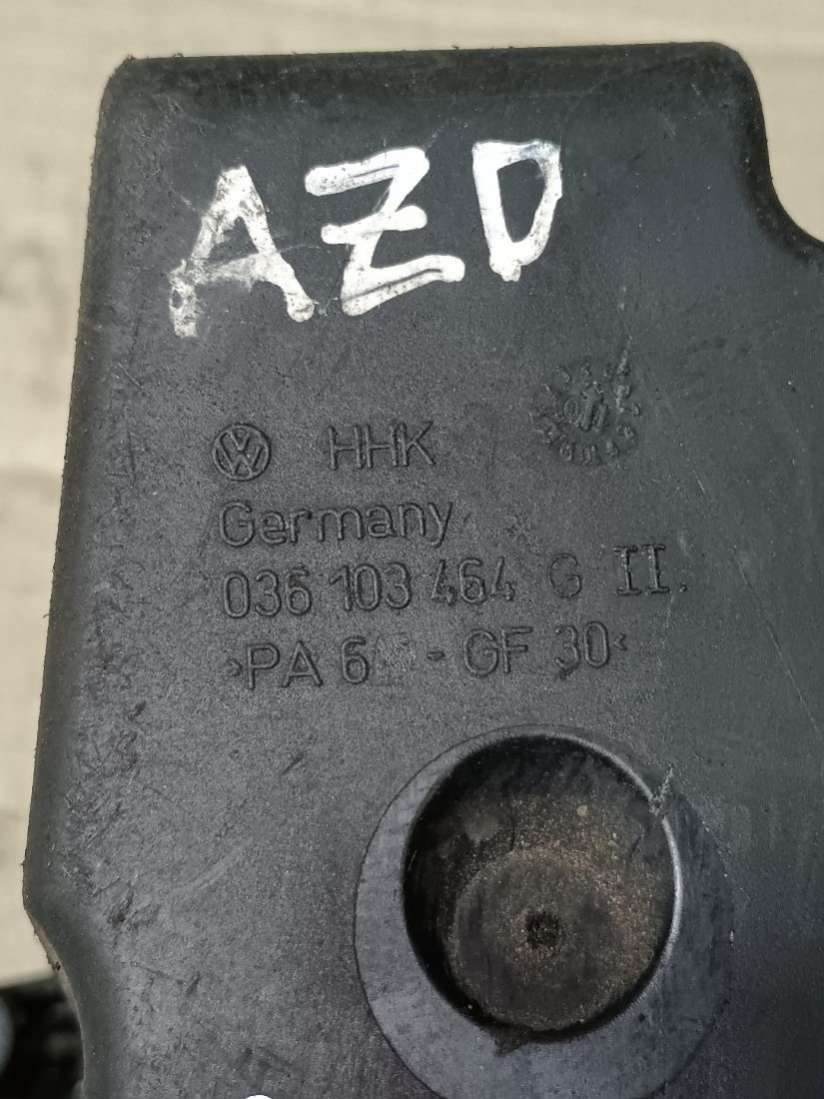 AZD
HHK
Germany
036 103 464 G II.
>PA 6 - GF 30<